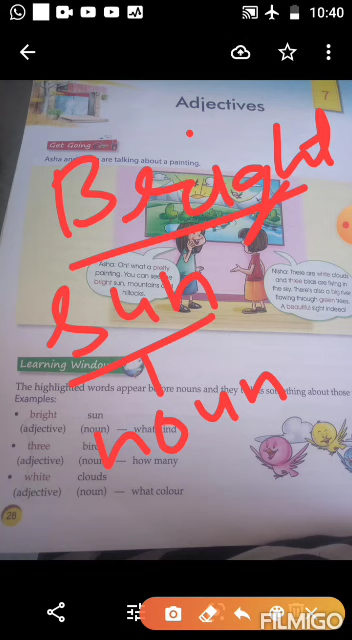 10:40
Adjectives
7
Get Going
Asha and are talking about a painting.
Bright
Asha: Oh! what a pretty
painting. You can see the
bright sun, mountains
hillocks.
Nisha: There are white clouds
and three birds are flying in
the sky. There's also a big river
flowing through green trees.
A beautiful sight indeed!
sun
Learning Window
The highlighted words appear before nouns and they something about those
Examples:
noun
• bright sun
(adjective) (noun) — what kind
• three
(adjective) — how many
• white clouds
(adjective) (noun) — what colour
28
FILMIGO